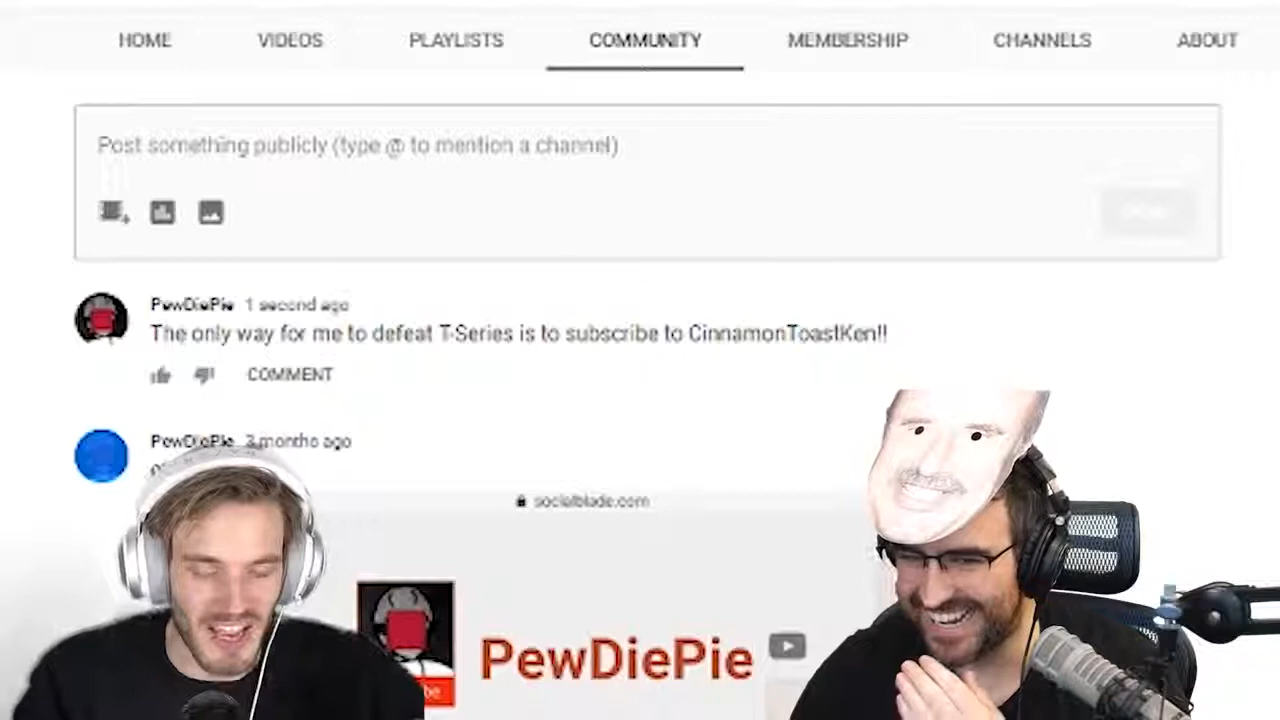 HOME VIDEOS PLAYLISTS COMMUNITY MEMBERSHIP CHANNELS ABOUT
Post something publicly (type @ to mention a channel)
PewDiePie 1 second ago
The only way for me to defeat T-Series is to subscribe to CinnamonToastKen!!
COMMENT
PewDiePie 3 months ago
socialblade.com
PewDiePie
be